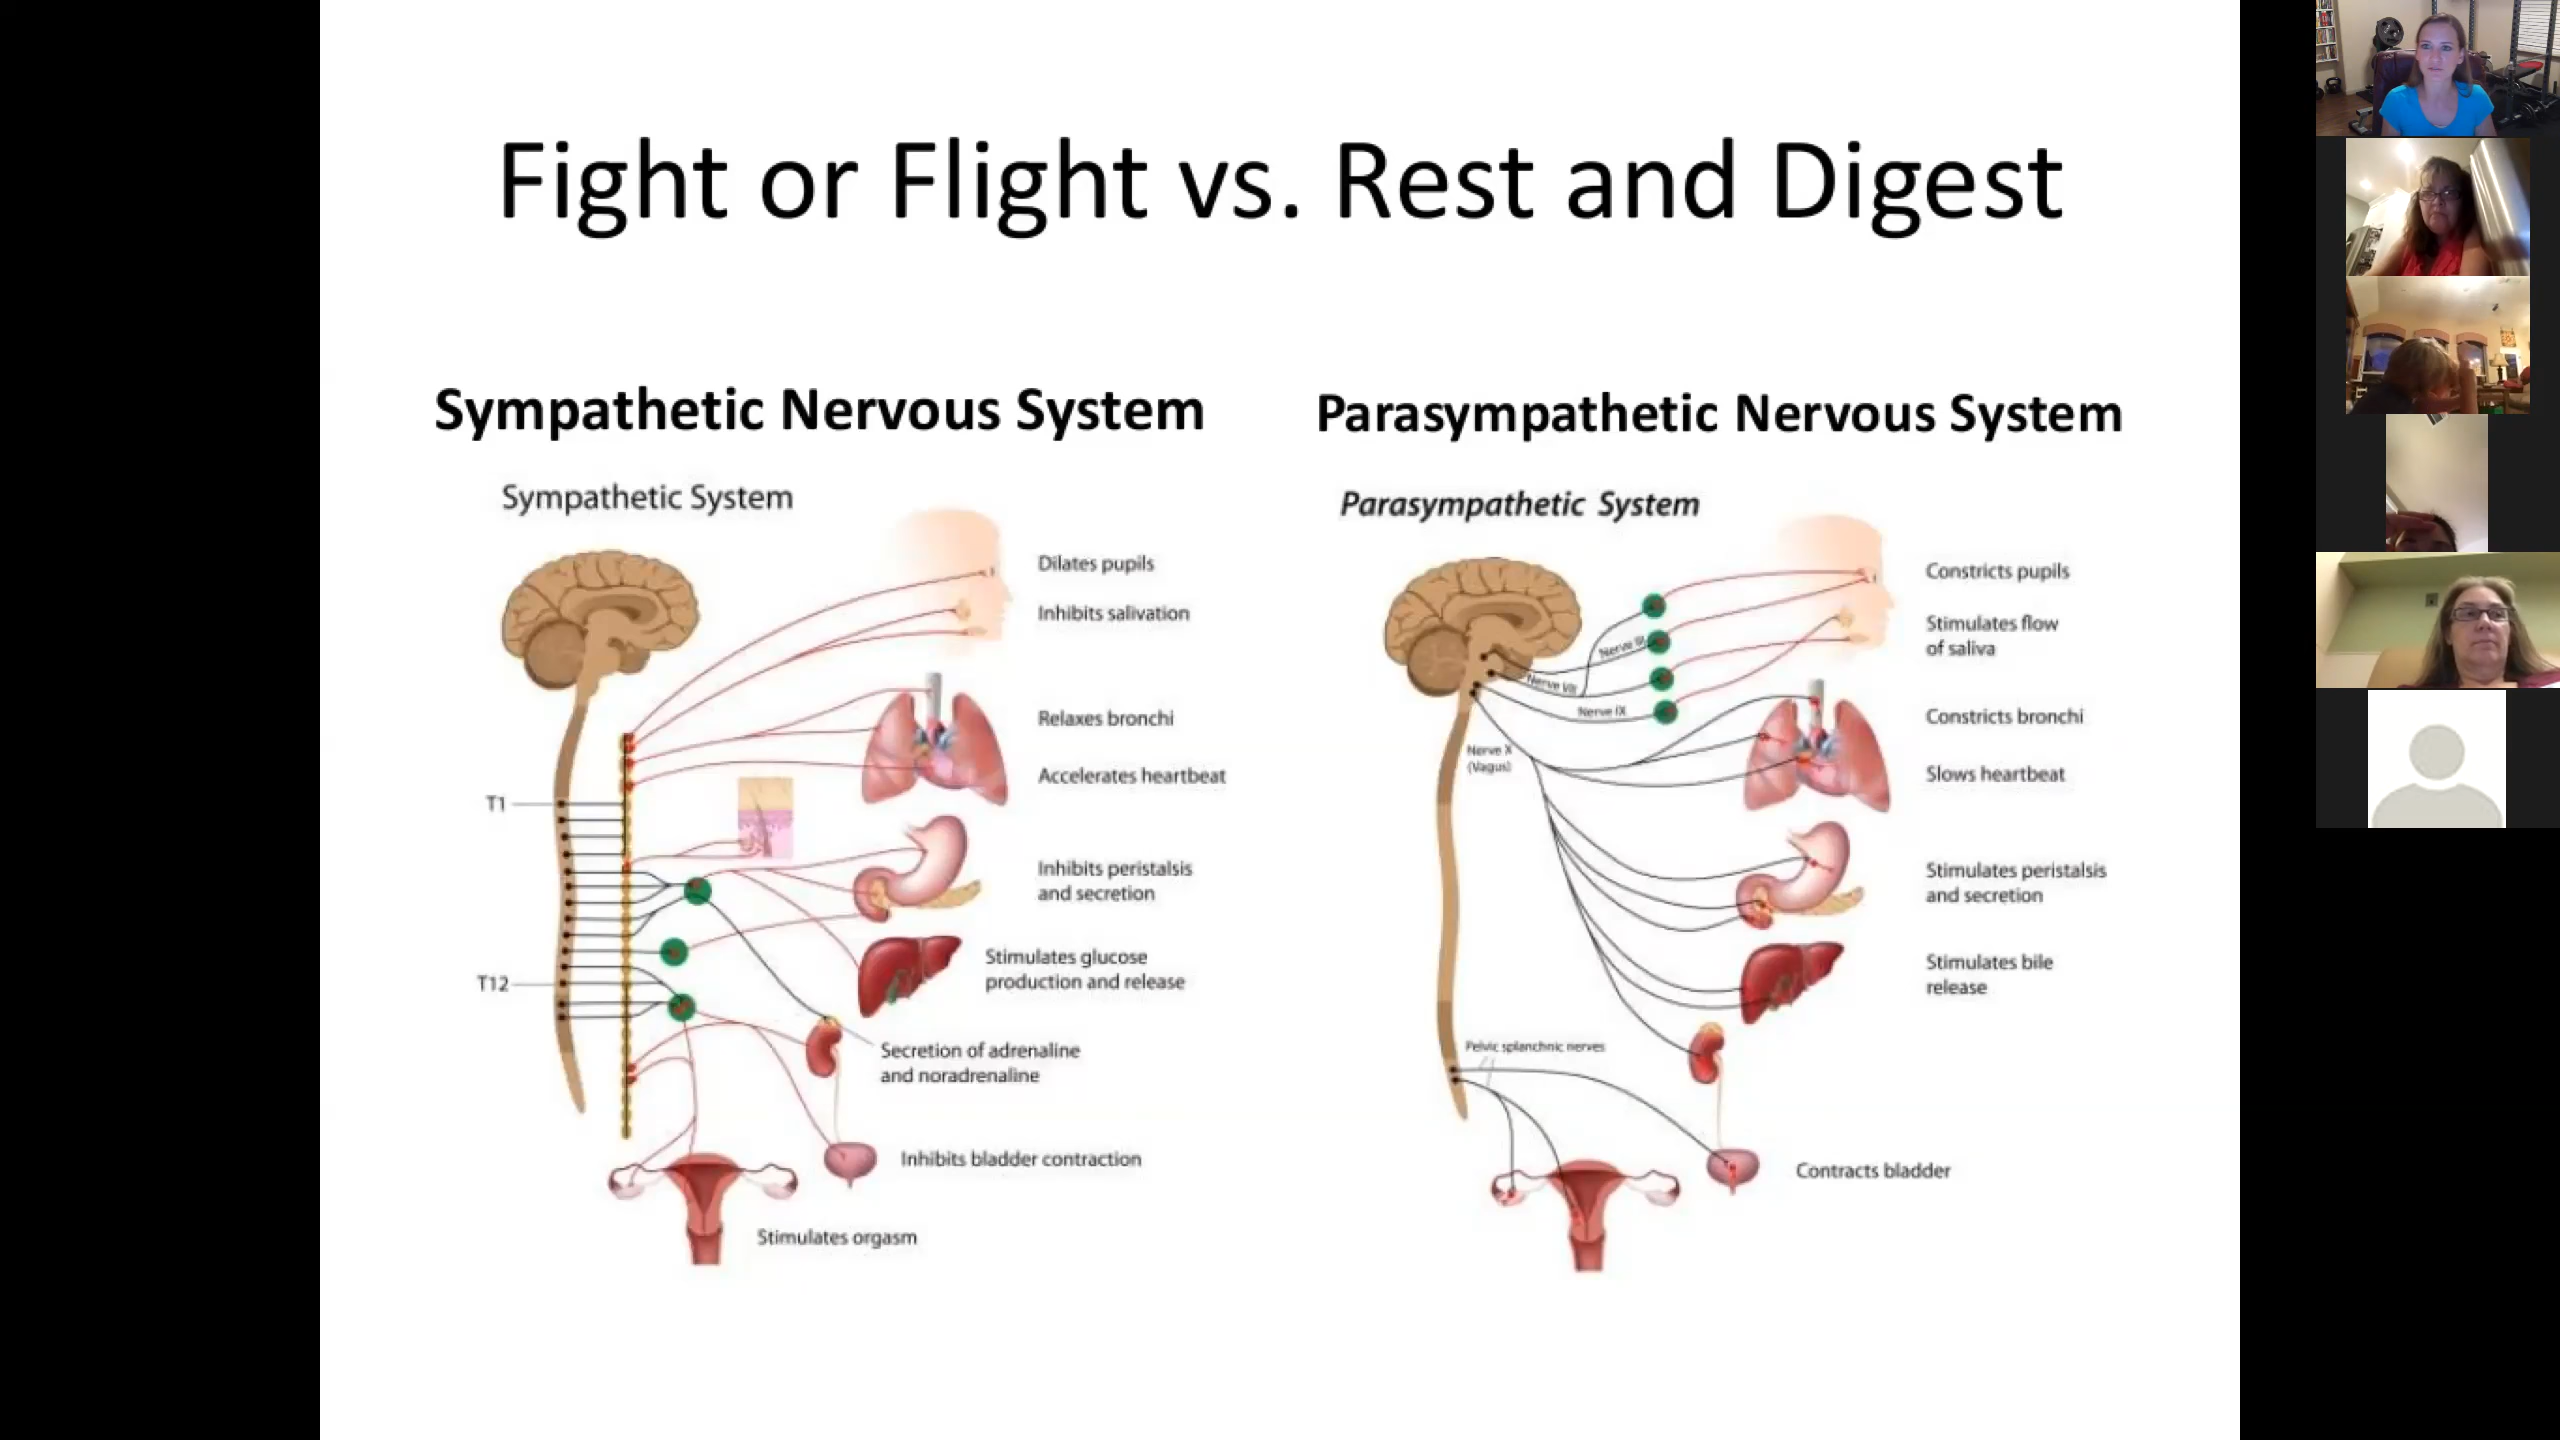 Fight or Flight vs. Rest and Digest
Sympathetic Nervous System
Sympathetic System
Dilates pupils
Inhibits salivation
Relaxes bronchi
Accelerates heartbeat
T1
Inhibits peristalsis
and secretion
Stimulates glucose
production and release
T12
Secretion of adrenaline
and noradrenaline
Inhibits bladder contraction
Stimulates orgasm
Parasympathetic Nervous System
Parasympathetic System
Constricts pupils
Stimulates flow
of saliva
Nerve III
Nerve VII
Nerve IX
Constricts bronchi
Nerve X
(Vagus)
Slows heartbeat
Stimulates peristalsis
and secretion
Stimulates bile
release
Pelvic splanchnic nerves
Contracts bladder